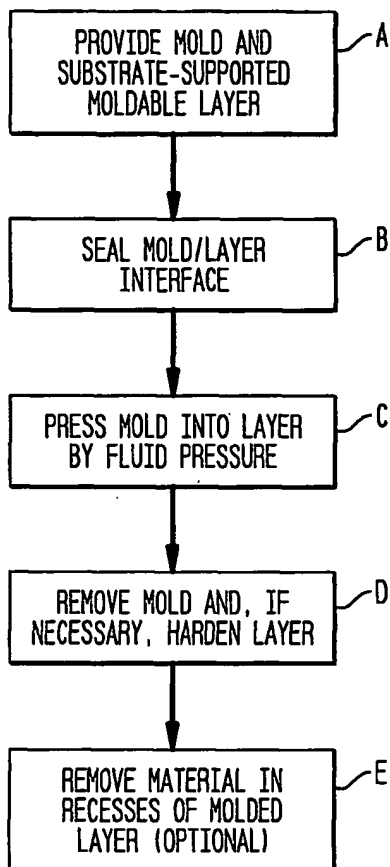 PROVIDE MOLD AND
SUBSTRATE-SUPPORTED
MOLDABLE LAYER
A
SEAL MOLD/LAYER
INTERFACE
B
PRESS MOLD INTO LAYER
BY FLUID PRESSURE
C
REMOVE MOLD AND, IF
NECESSARY, HARDEN LAYER
D
REMOVE MATERIAL IN
RECESSES OF MOLDED
LAYER (OPTIONAL)
E